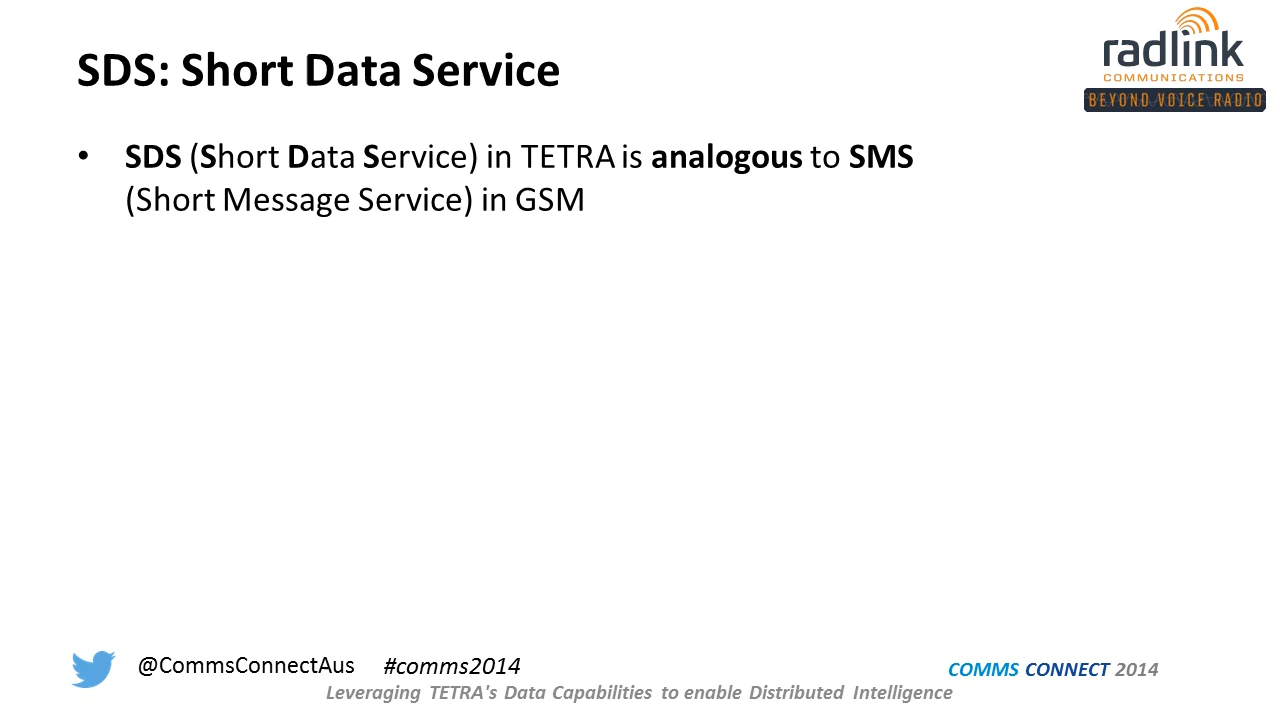 SDS: Short Data Service
radlink
COMMUNICATIONS
BEYOND VOICE RADIO
• SDS (Short Data Service) in TETRA is analogous to SMS
(Short Message Service) in GSM
@CommsConnectAus #comms2014
COMMS CONNECT 2014
Leveraging TETRA's Data Capabilities to enable Distributed Intelligence